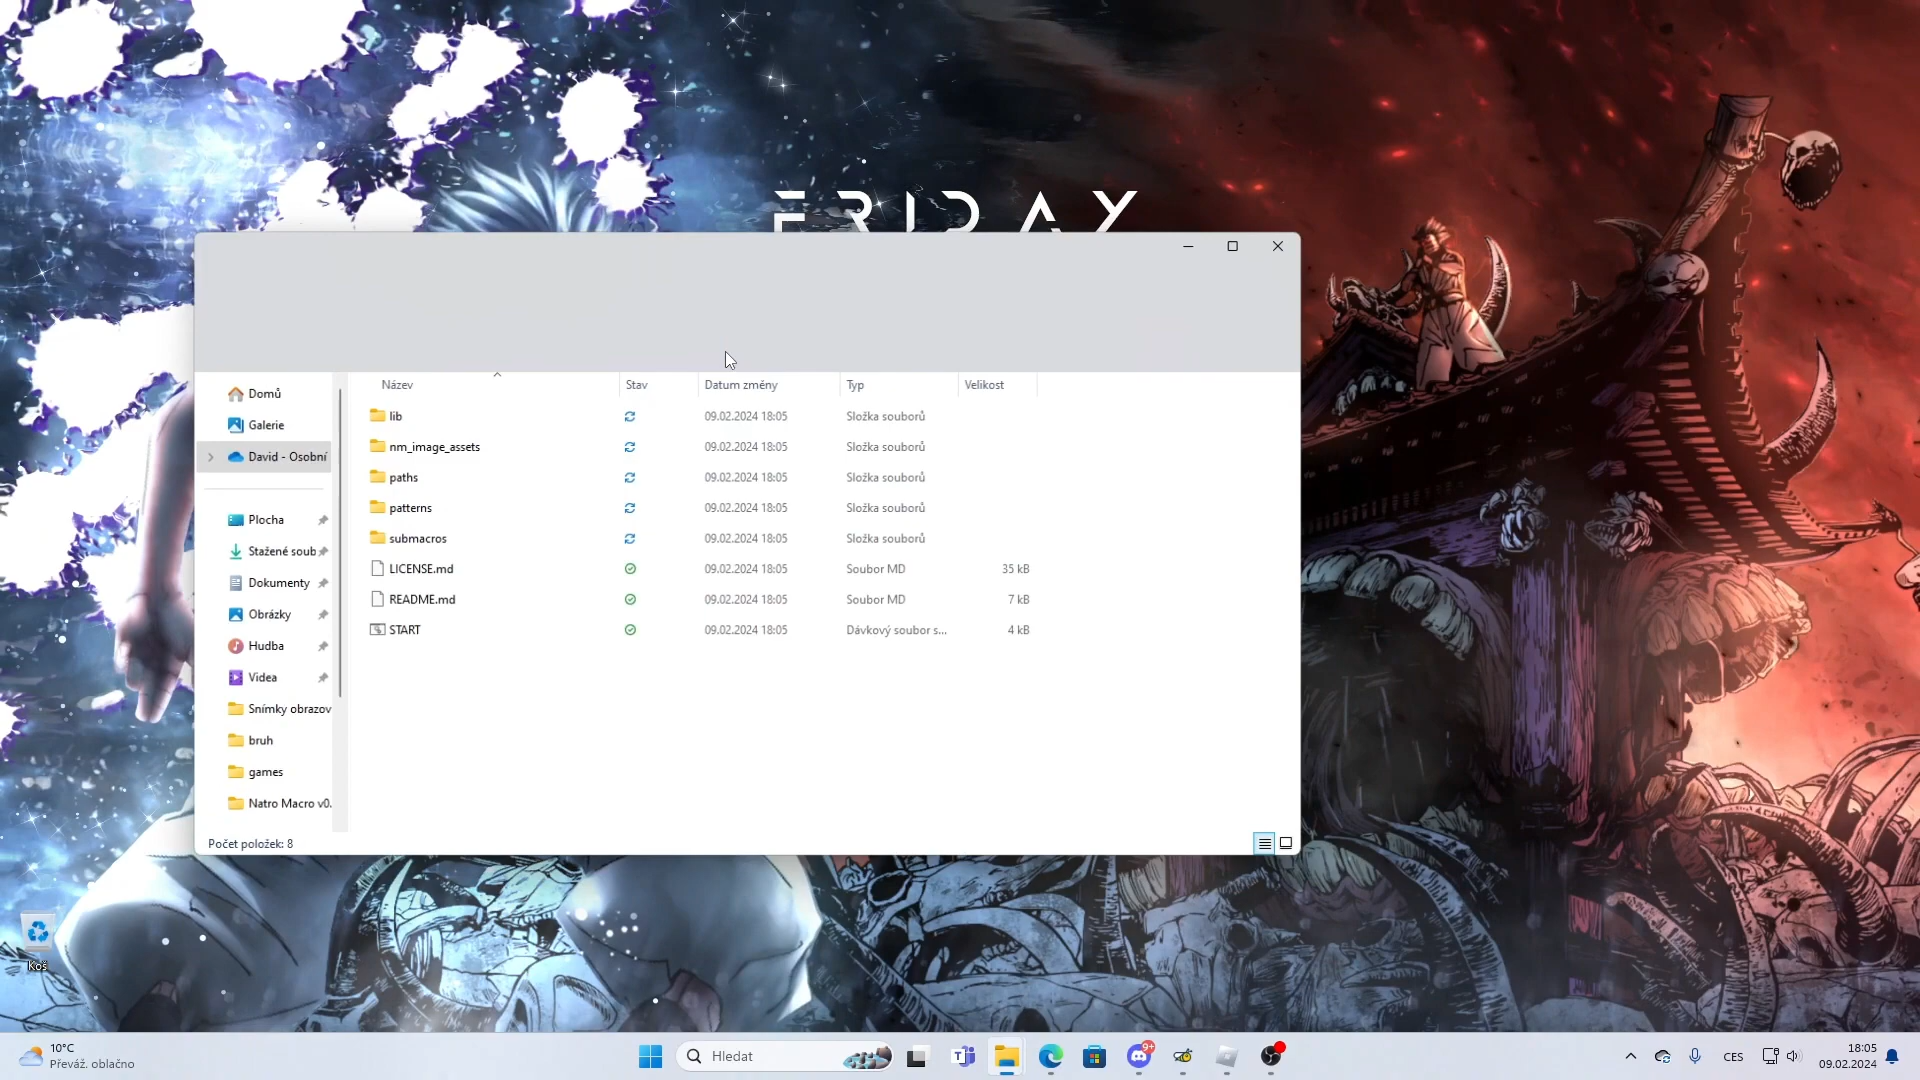 FRIDAY
Název Stav Datum změny Typ Velikost
Domů
Galerie
David - Osobní
Plocha
Stažené soub
Dokumenty
Obrázky
Hudba
Videa
Snímky obrazov
bruh
games
Natro Macro v0.
lib 09.02.2024 18:05 Složka souborů
nm_image_assets 09.02.2024 18:05 Složka souborů
paths 09.02.2024 18:05 Složka souborů
patterns 09.02.2024 18:05 Složka souborů
submacros 09.02.2024 18:05 Složka souborů
LICENSE.md 09.02.2024 18:05 Soubor MD 35 kB
README.md 09.02.2024 18:05 Soubor MD 7 kB
START 09.02.2024 18:05 Dávkový soubor s... 4 kB
Počet položek: 8
Koš
10°C
Převáž. oblačno
Hledat
9+
CES
18:05
09.02.2024